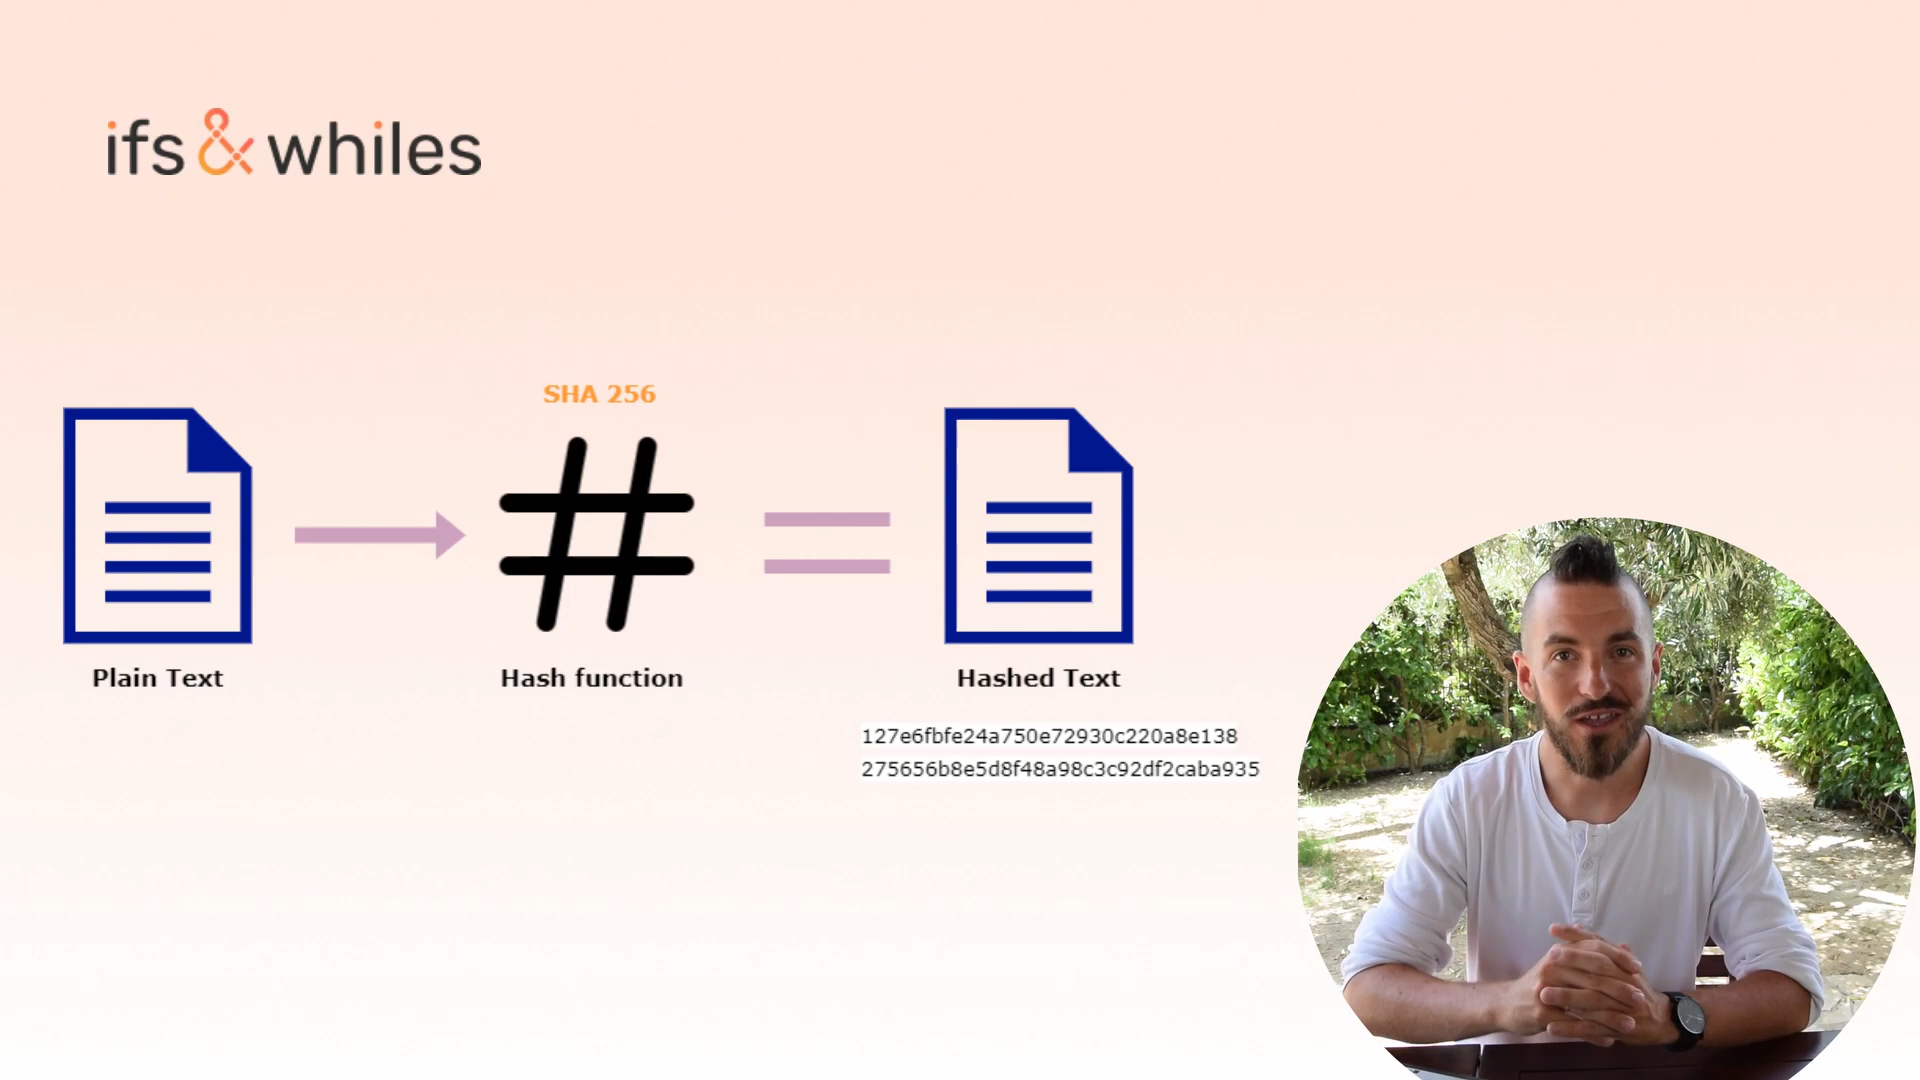 ifs & whiles
SHA 256
Plain Text
Hash function
Hashed Text
127e6fbfe24a750e72930c220a8e138
275656b8e5d8f48a98c3c92df2caba935